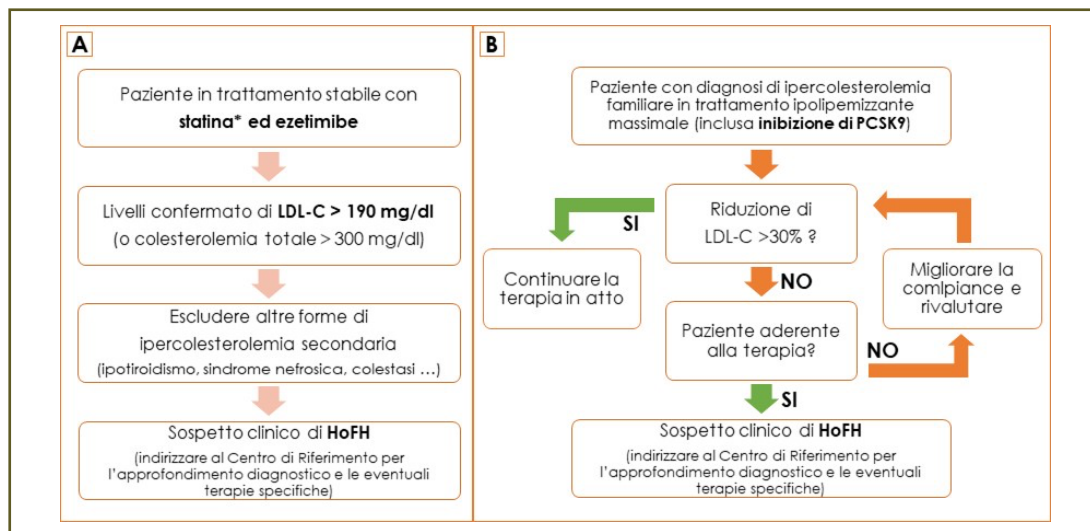 A
Paziente in trattamento stabile con
statina* ed ezetimibe
Livelli confermato di LDL-C > 190 mg/dl
(o colesterolemia totale > 300 mg/dl)
Escludere altre forme di
ipercolesterolemia secondaria
(ipotiroidismo, sindrome nefrosica, colestasi ...)
Sospetto clinico di HoFH
(indirizzare al Centro di Riferimento per
l'approfondimento diagnostico e le eventuali
terapie specifiche)
B
Paziente con diagnosi di ipercolesterolemia
familiare in trattamento ipolipemizzante
massimale (inclusa inibizione di PCSK9)
Riduzione di
LDL-C >30% ?
SI
Continuare la
terapia in atto
NO
Paziente aderente
alla terapia?
NO
Migliorare la
comlpiance e
rivalutare
SI
Sospetto clinico di HoFH
(indirizzare al Centro di Riferimento per
l'approfondimento diagnostico e le eventuali
terapie specifiche)